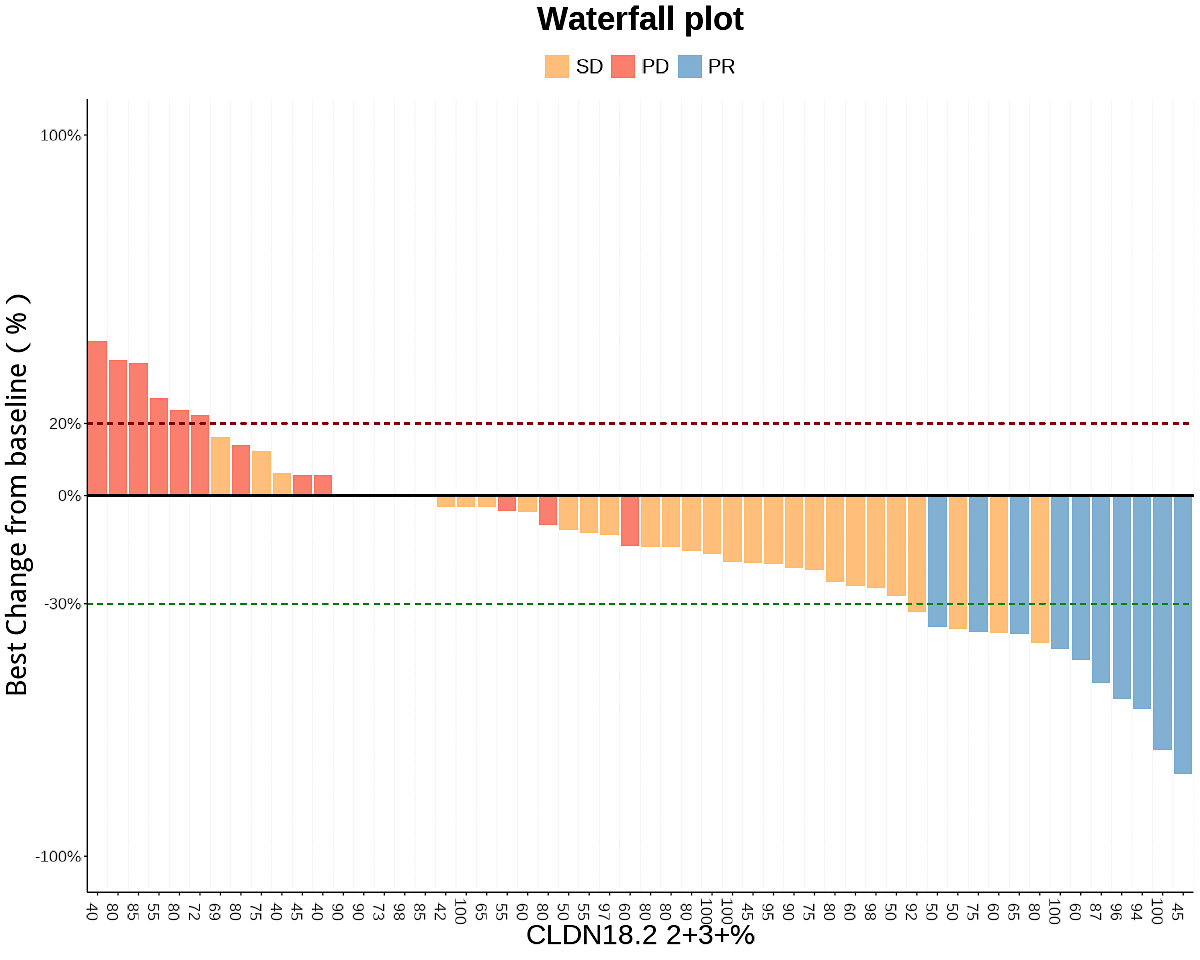 Waterfall plot
SD PD PR
Best Change from baseline ( % )
100%
20%
0%
-30%
-100%
40 80 85 55 80 72 69 80 75 40 45 40 90 90 73 98 85 42 100 65 55 60 80 50 55 97 60 80 80 80 100 100 45 95 90 75 80 60 98 50 92 50 50 75 60 65 80 100 60 87 96 94 100 45
CLDN18.2 2+3+%